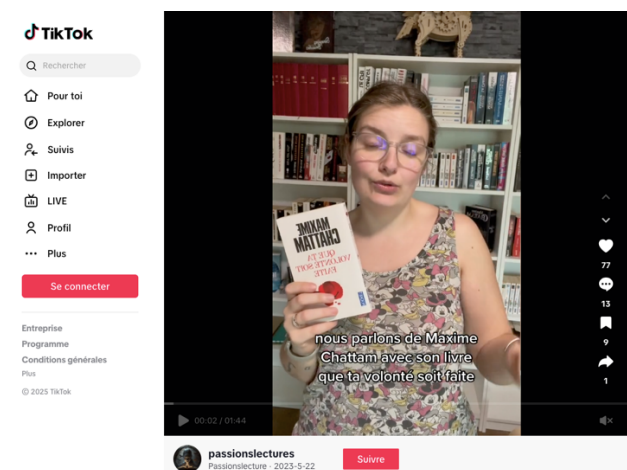 TikTok
Rechercher
Pour toi
Explorer
Suivis
Importer
LIVE
Profil
Plus
Se connecter
Entreprise
Programme
Conditions générales
Plus
© 2025 TikTok
MAXIME
CHATTAM
QUE TA
VOLONTÉ SOIT
FAITE
nous parlons de Maxime
Chattam avec son livre
que ta volonté soit faite
00:02 / 01:44
77
13
9
1
passionslectures
Passionslecture · 2023-5-22
Suivre